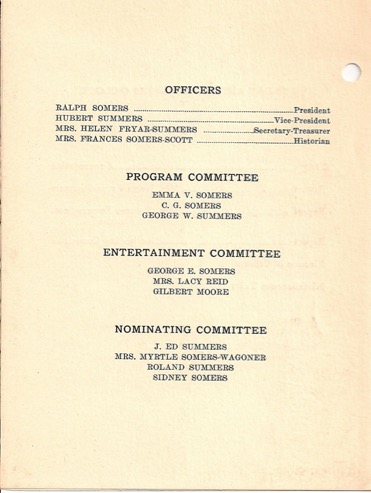 OFFICERS
RALPH SOMERS ..........President
HUBERT SUMMERS ..........Vice-President
MRS. HELEN FRYAR-SUMMERS ..........Secretary-Treasurer
MRS. FRANCES SOMERS-SCOTT ..........Historian
PROGRAM COMMITTEE
EMMA V. SOMERS
C. G. SOMERS
GEORGE W. SUMMERS
ENTERTAINMENT COMMITTEE
GEORGE E. SOMERS
MRS. LACY REID
GILBERT MOORE
NOMINATING COMMITTEE
J. ED SUMMERS
MRS. MYRTLE SOMERS-WAGONER
ROLAND SUMMERS
SIDNEY SOMERS